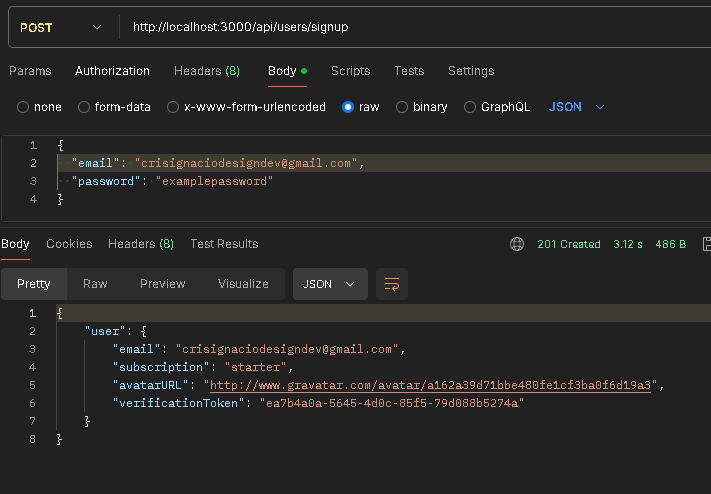 POST http://localhost:3000/api/users/signup
Params Authorization Headers (8) Body Scripts Tests Settings
none form-data x-www-form-urlencoded raw binary GraphQL JSON
1 {
2 "email": "crisignaciodesigndev@gmail.com",
3 "password": "examplepassword"
4 }
Body Cookies Headers (8) Test Results 201 Created 3.12 s 486 B
Pretty Raw Preview Visualize JSON
1 {
2 "user": {
3 "email": "crisignaciodesigndev@gmail.com",
4 "subscription": "starter",
5 "avatarURL": "http://www.gravatar.com/avatar/a162a39d71bbe480fe1cf3ba0f6d19a3",
6 "verificationToken": "ea7b4a0a-5645-4d0c-85f5-79d088b5274a"
7 }
8 }